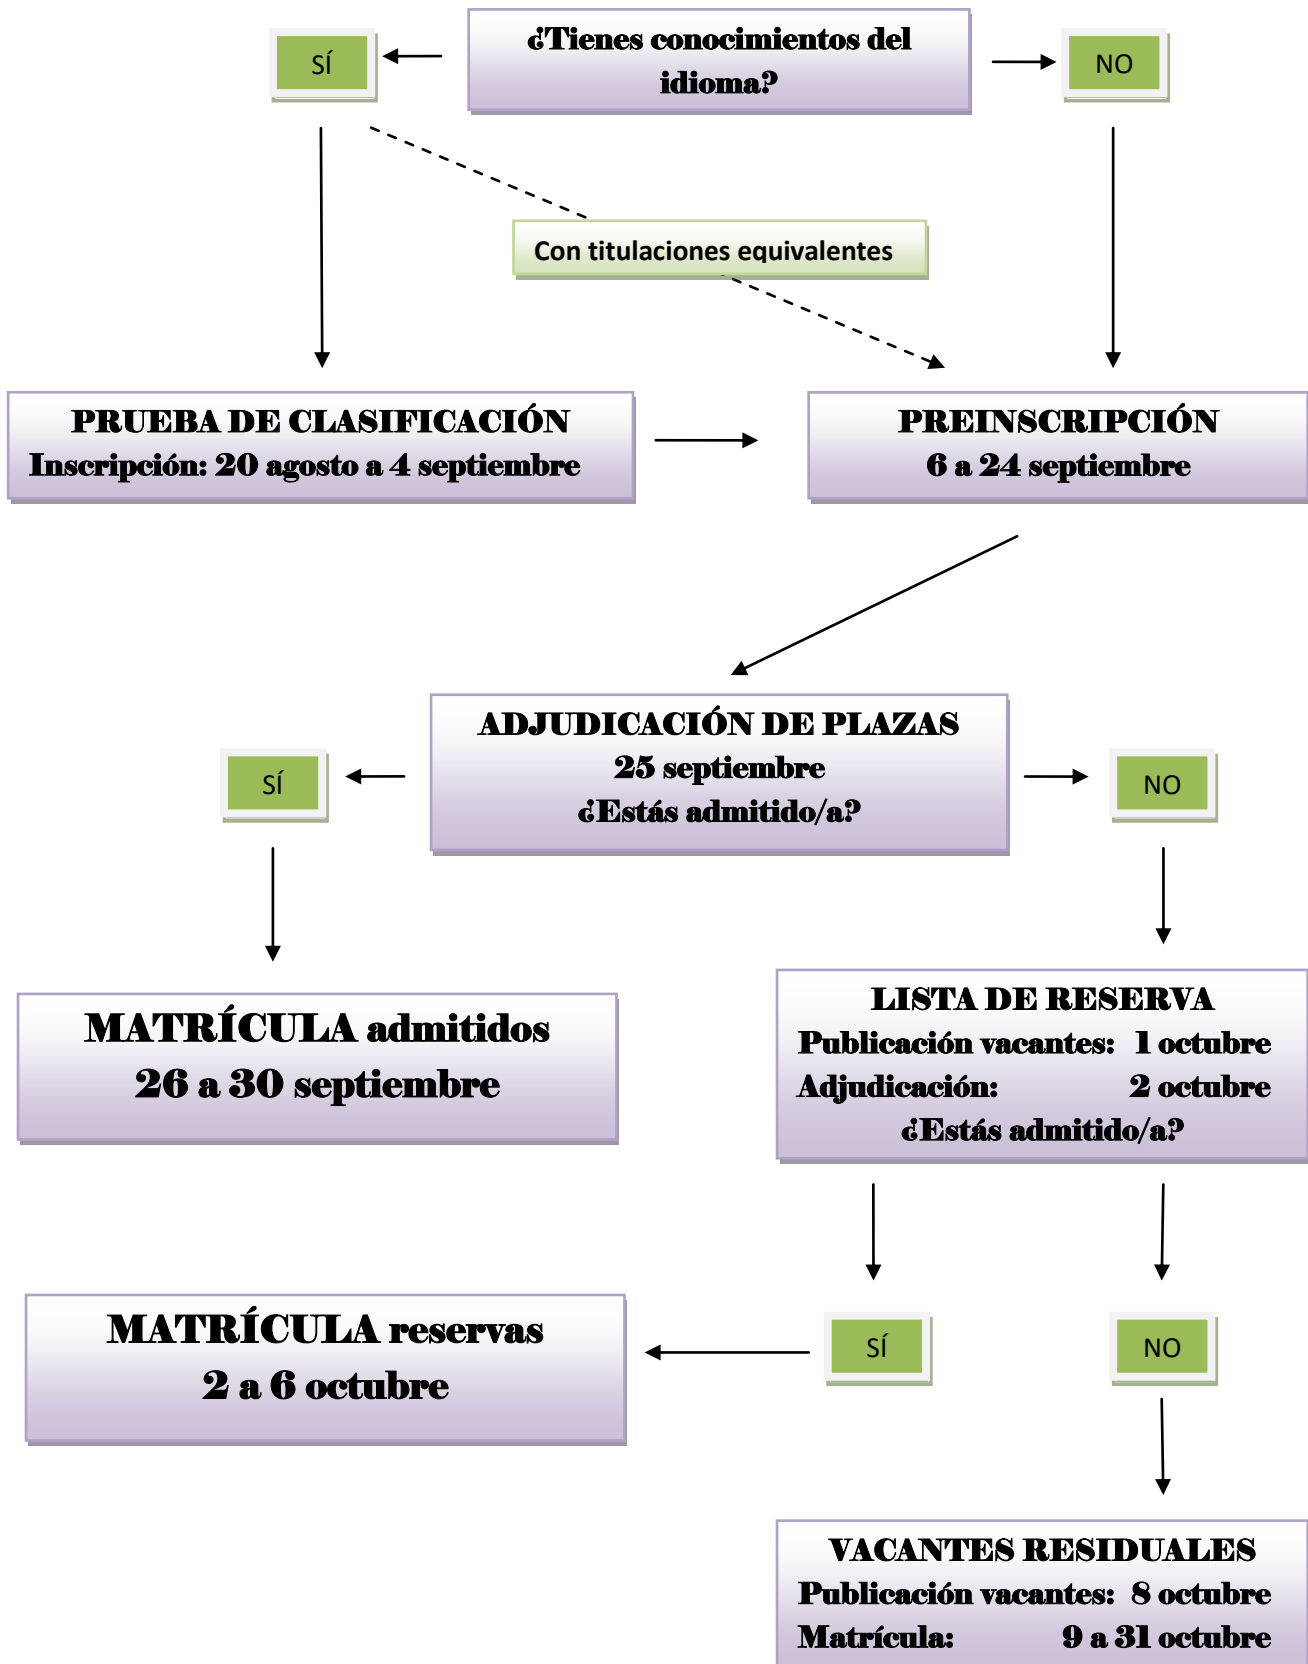 ¿Tienes conocimientos del
idioma?
SÍ
NO
Con titulaciones equivalentes
PRUEBA DE CLASIFICACIÓN
Inscripción: 20 agosto a 4 septiembre
PREINSCRIPCIÓN
6 a 24 septiembre
ADJUDICACIÓN DE PLAZAS
25 septiembre
¿Estás admitido/a?
SÍ
NO
MATRÍCULA admitidos
26 a 30 septiembre
LISTA DE RESERVA
Publicación vacantes: 1 octubre
Adjudicación: 2 octubre
¿Estás admitido/a?
SÍ
NO
MATRÍCULA reservas
2 a 6 octubre
VACANTES RESIDUALES
Publicación vacantes: 8 octubre
Matrícula: 9 a 31 octubre